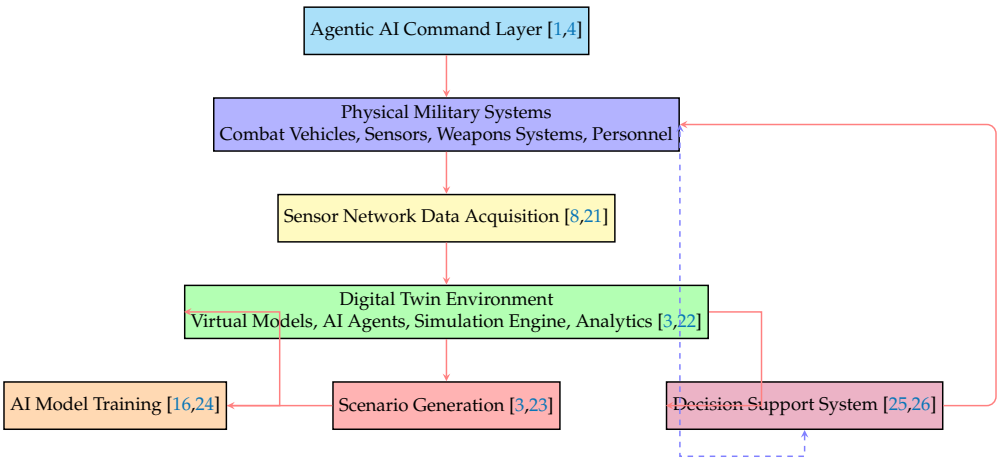 Agentic AI Command Layer [1,4]
Physical Military Systems
Combat Vehicles, Sensors, Weapons Systems, Personnel
Sensor Network Data Acquisition [8,21]
Digital Twin Environment
Virtual Models, AI Agents, Simulation Engine, Analytics [3,22]
AI Model Training [16,24]
Scenario Generation [3,23]
Decision Support System [25,26]